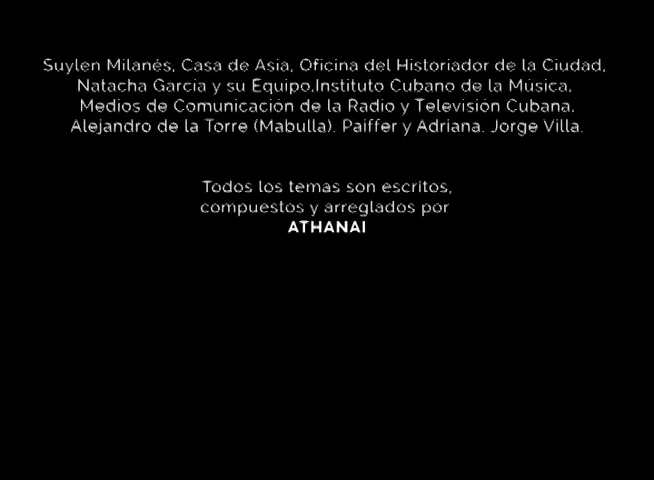 Suylen Milanés, Casa de Asia, Oficina del Historiador de la Ciudad,
Natacha García y su Equipo,Instituto Cubano de la Música,
Medios de Comunicación de la Radio y Televisión Cubana,
Alejandro de la Torre (Mabulla), Paiffer y Adriana. Jorge Villa.
Todos los temas son escritos,
compuestos y arreglados por
ATHANAI